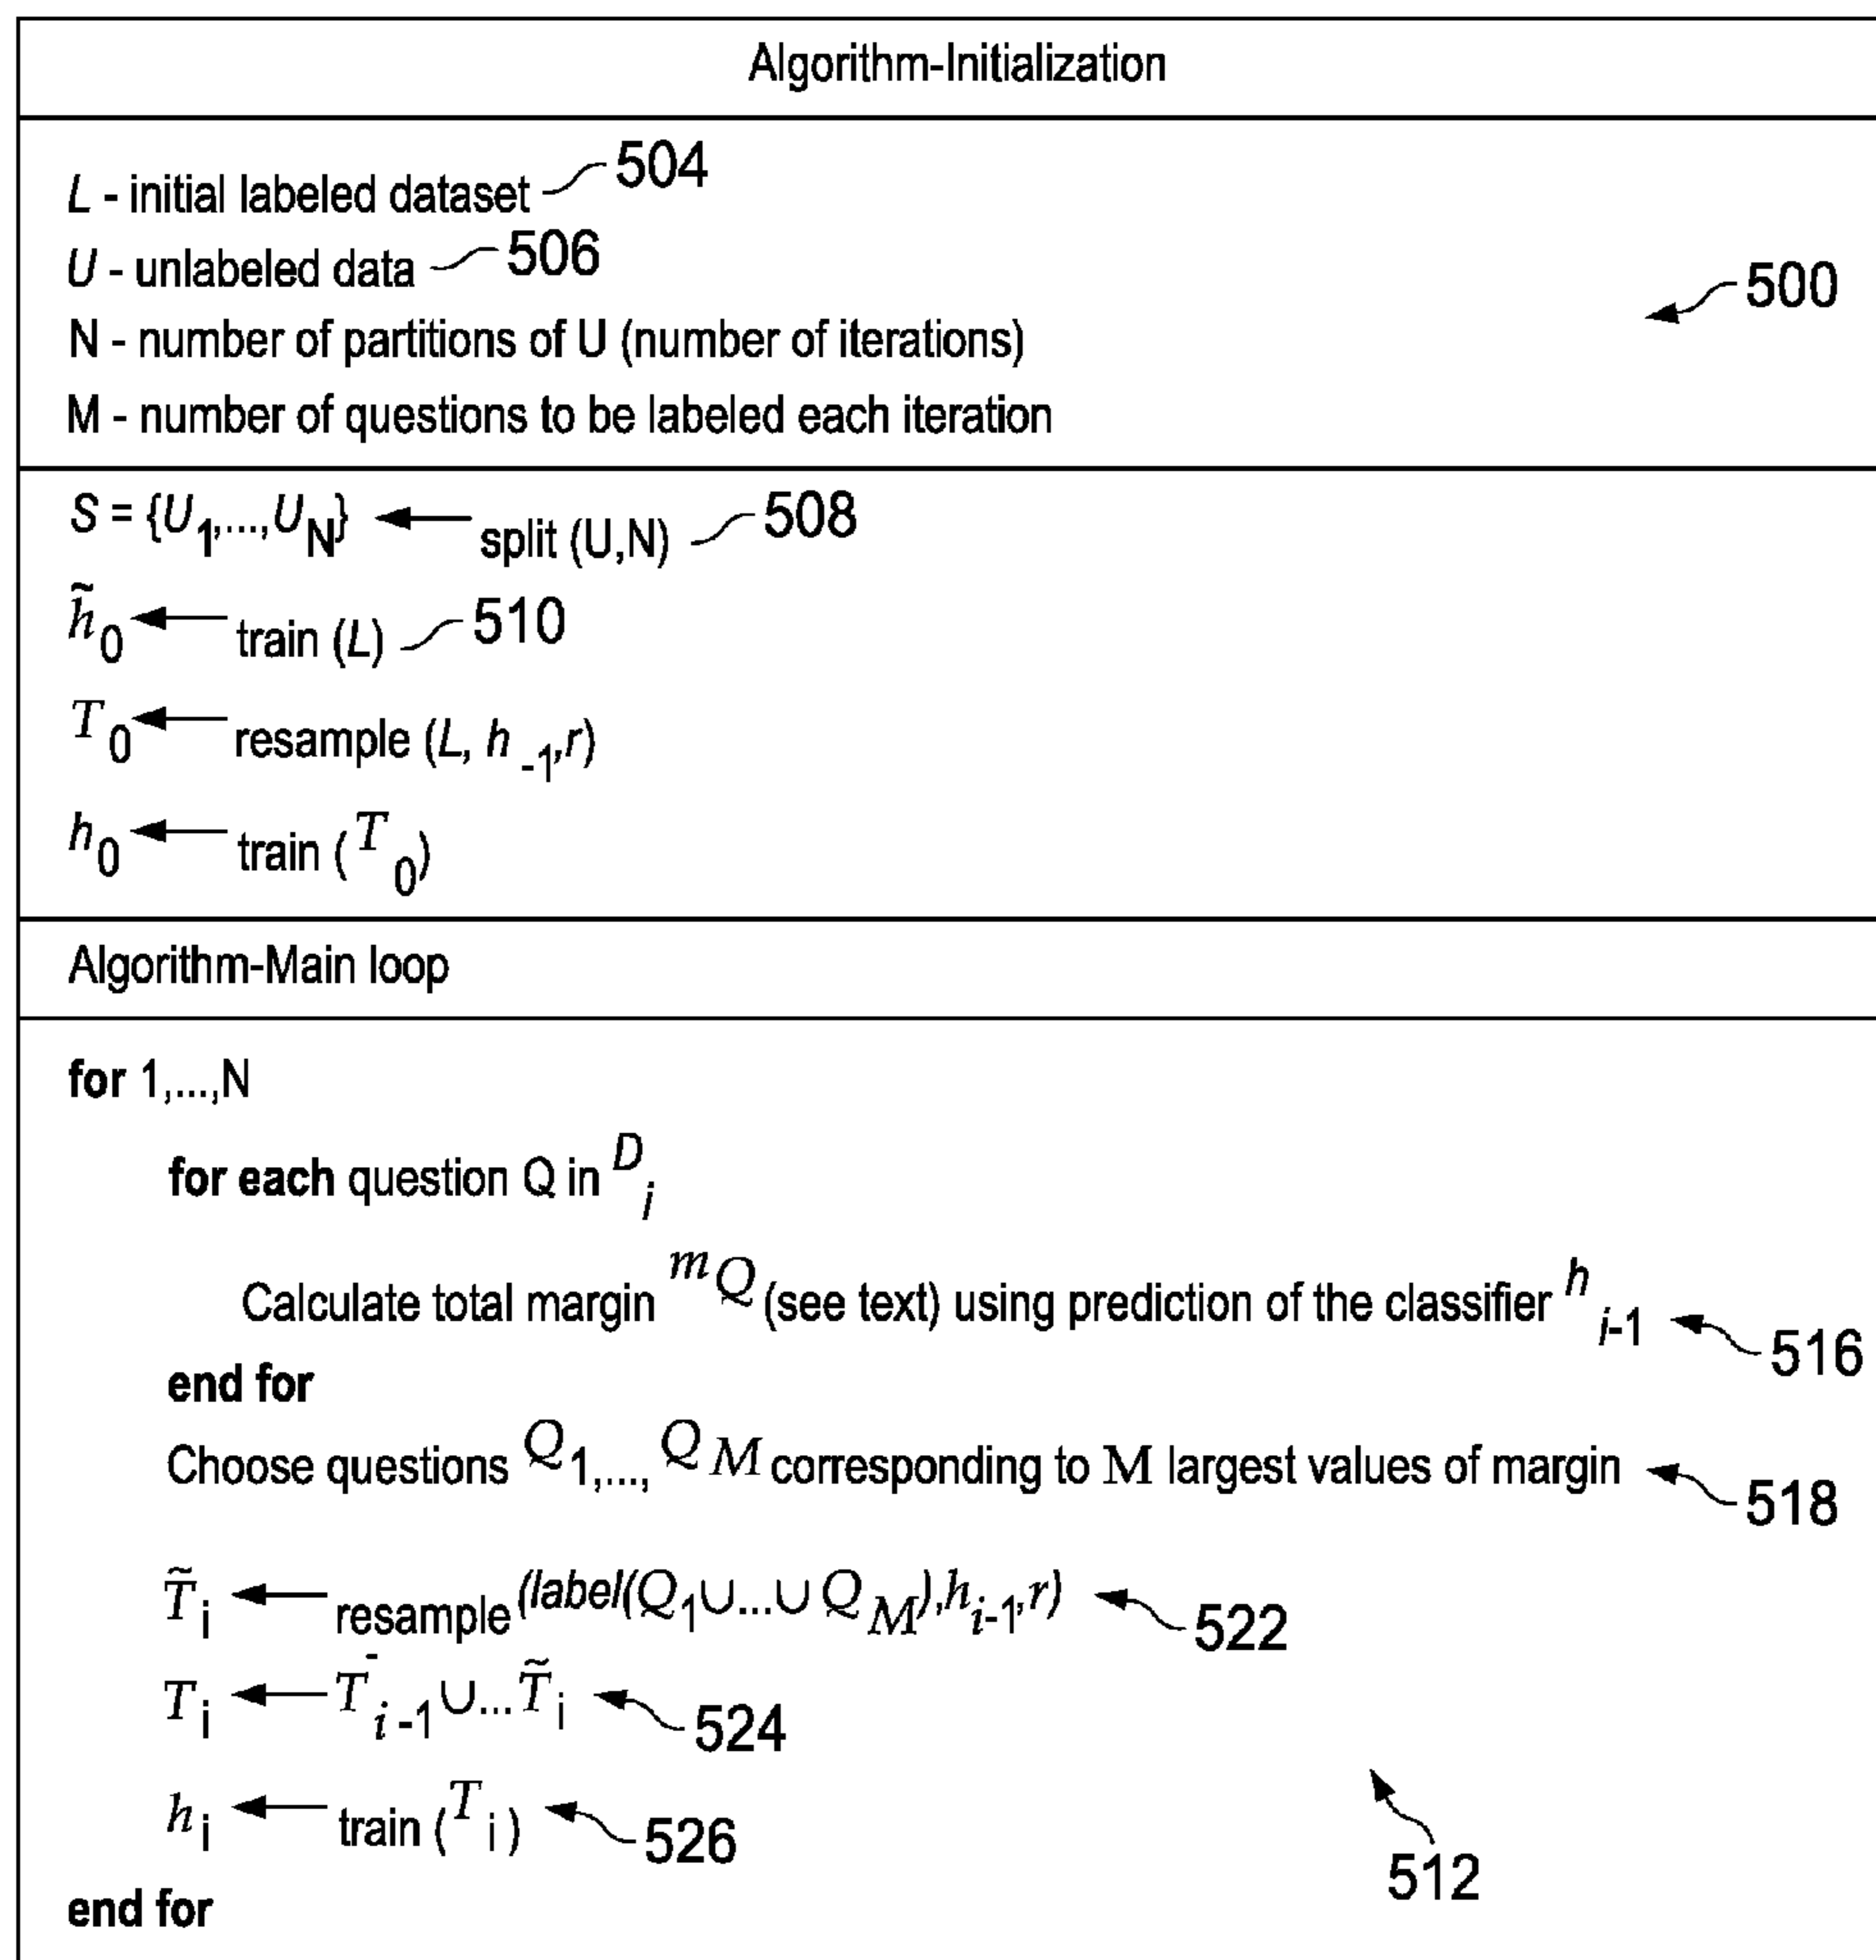 Algorithm-Initialization
L - initial labeled dataset 504
U - unlabeled data 506
N - number of partitions of U (number of iterations) 500
M - number of questions to be labeled each iteration
S = {U1,...,UN} ← split (U,N) 508
h̃0 ← train (L) 510
T0 ← resample (L, h-1,r)
h0 ← train (T0)
Algorithm-Main loop
for 1,...,N
for each question Q in Di
Calculate total margin mQ (see text) using prediction of the classifier hi-1 516
end for
Choose questions Q1,..., QM corresponding to M largest values of margin 518
T̃i ← resample (label(Q1∪...∪QM),hi-1,r) 522
Ti ← T̄i-1∪...T̃i 524
hi ← train (Ti) 526
512
end for